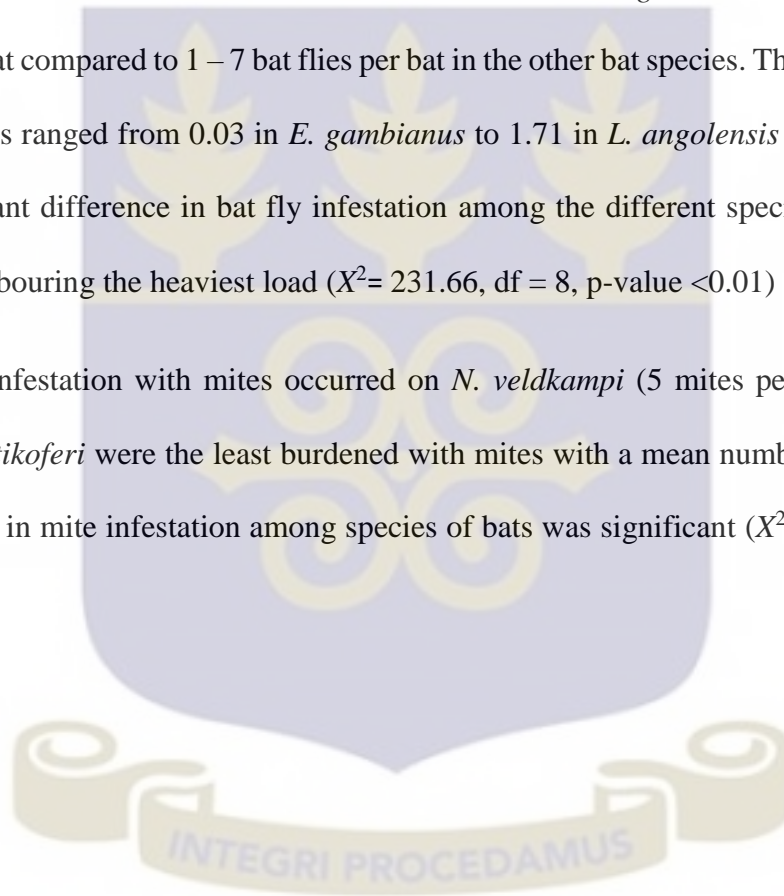 at compared to 1 – 7 bat flies per bat in the other bat species. Th
s ranged from 0.03 in E. gambianus to 1.71 in L. angolensis
ant difference in bat fly infestation among the different spec
bouring the heaviest load (X²= 231.66, df = 8, p-value <0.01)
nfestation with mites occurred on N. veldkampi (5 mites pe
tikoferi were the least burdened with mites with a mean numb
in mite infestation among species of bats was significant (X²
INTEGRI PROCEDAMUS